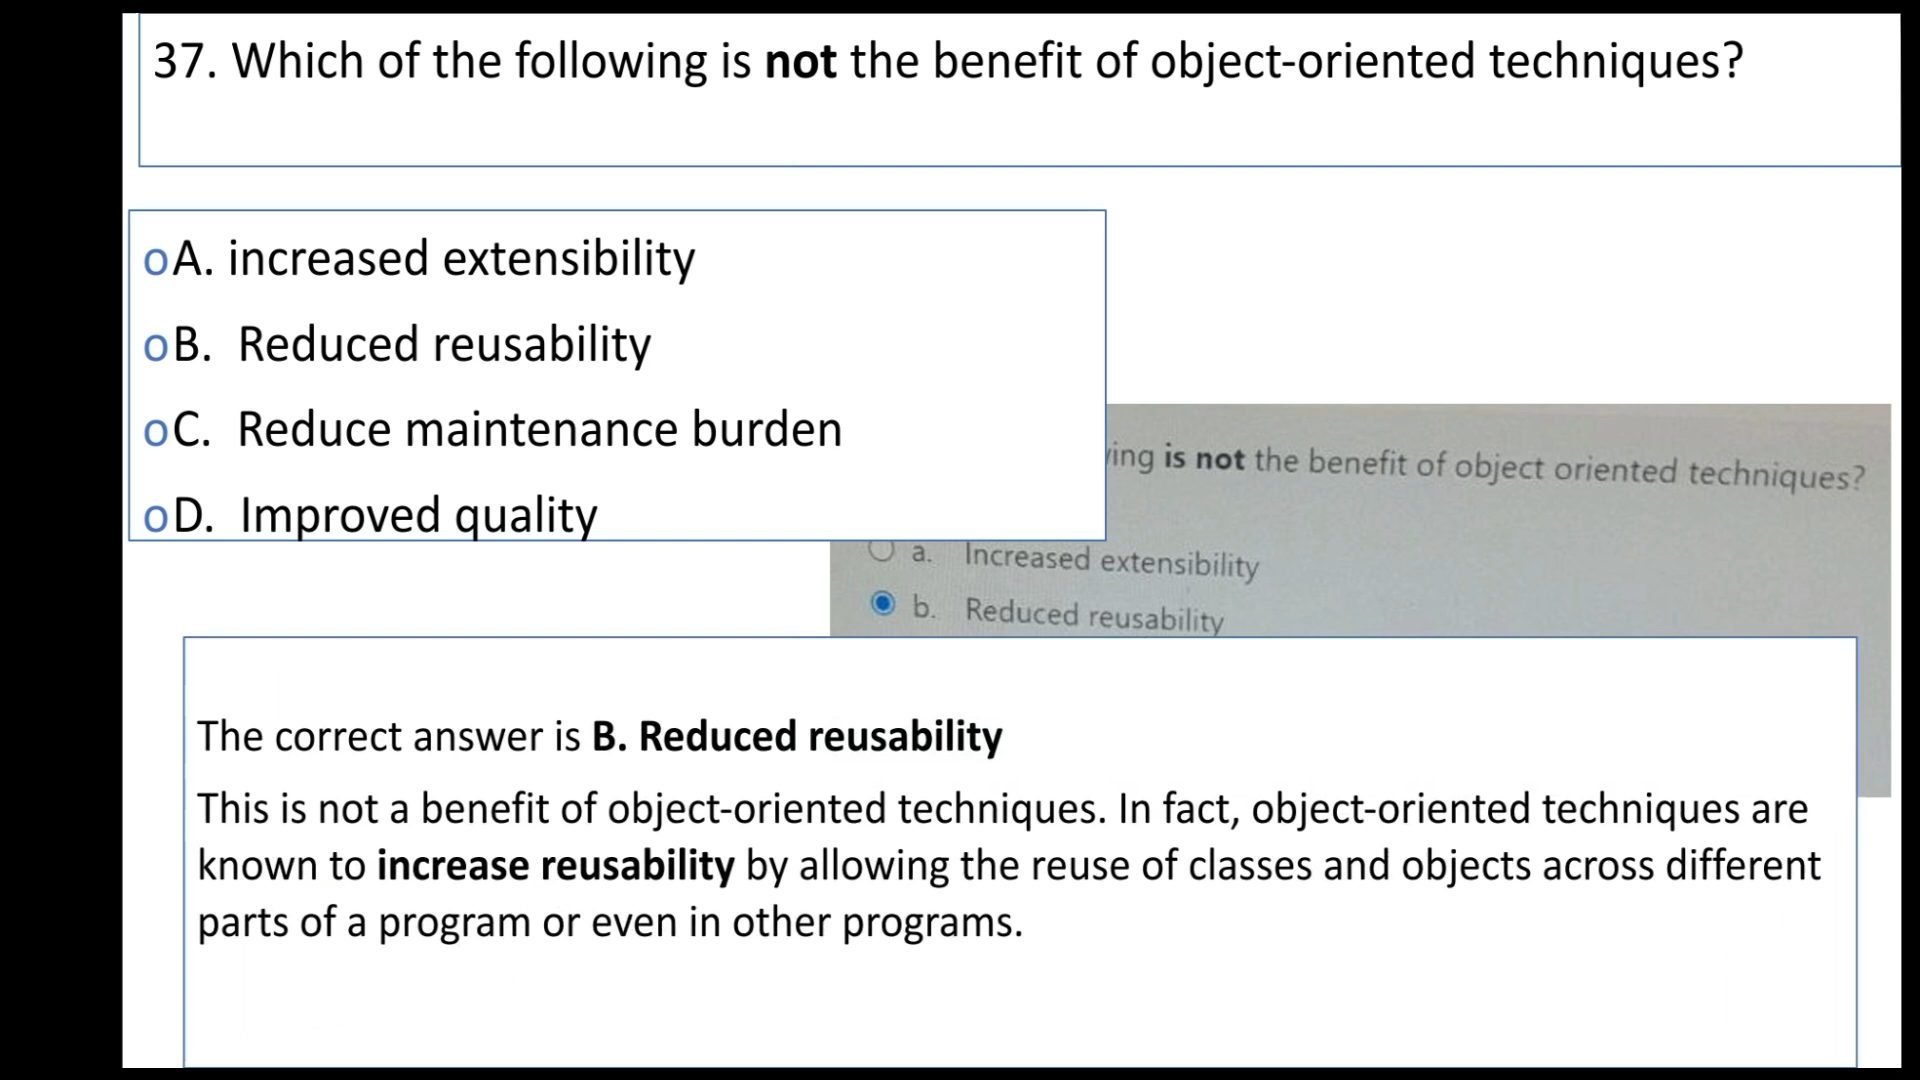 37. Which of the following is not the benefit of object-oriented techniques?
oA. increased extensibility
oB. Reduced reusability
oC. Reduce maintenance burden
oD. Improved quality
is not the benefit of object oriented techniques?
a. Increased extensibility
b. Reduced reusability
The correct answer is B. Reduced reusability
This is not a benefit of object-oriented techniques. In fact, object-oriented techniques are
known to increase reusability by allowing the reuse of classes and objects across different
parts of a program or even in other programs.